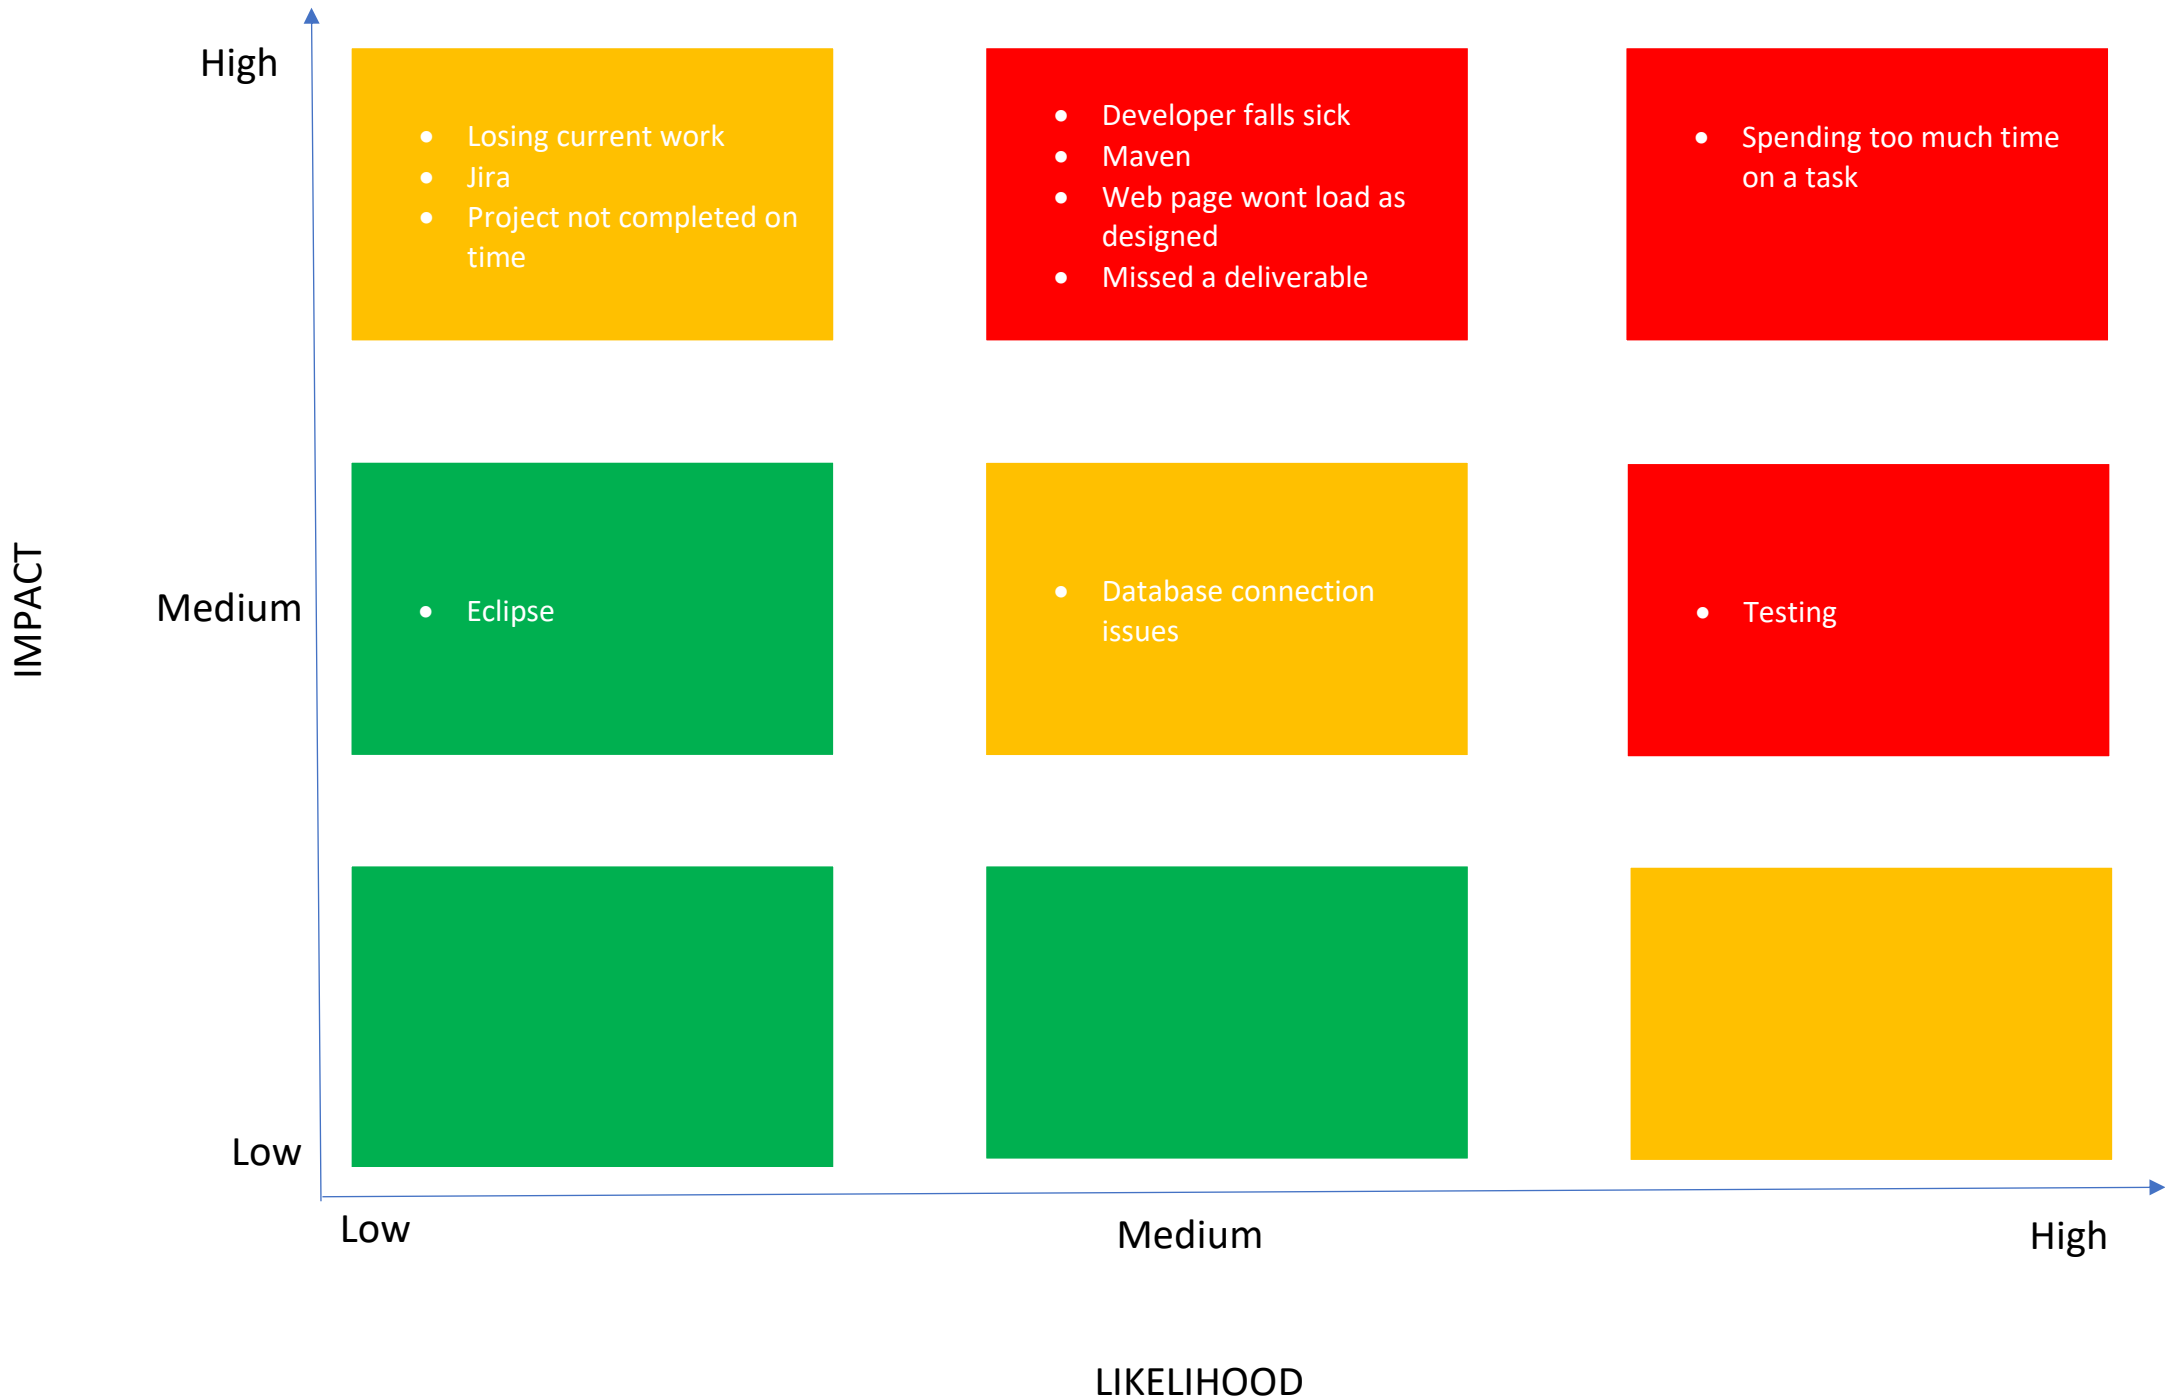 High
● Losing current work
● Jira
● Project not completed on
time
● Developer falls sick
● Maven
● Web page wont load as
designed
● Missed a deliverable
● Spending too much time
on a task
IMPACT
Medium
● Eclipse
● Database connection
issues
● Testing
Low
Low
Medium
High
LIKELIHOOD